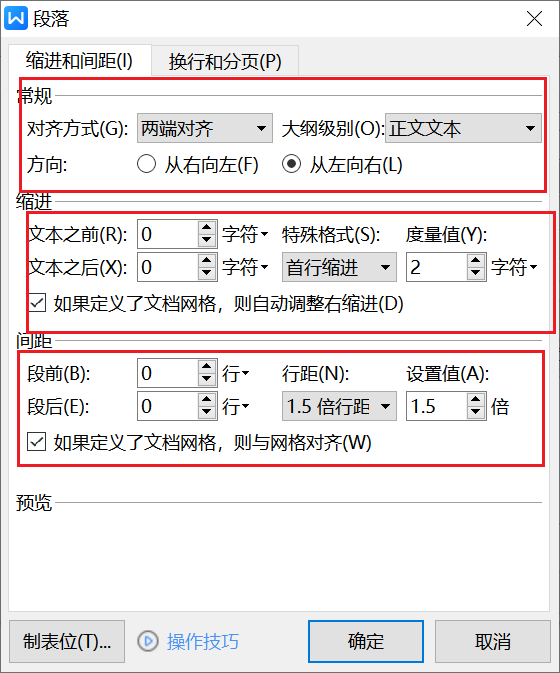 段落
缩进和间距(I) 换行和分页(P)
常规
对齐方式(G): 两端对齐 大纲级别(O): 正文文本
方向: 从右向左(F) 从左向右(L)
缩进
文本之前(R): 0 字符 特殊格式(S): 度量值(Y):
文本之后(X): 0 字符 首行缩进 2 字符
如果定义了文档网格，则自动调整右缩进(D)
间距
段前(B): 0 行 行距(N): 设置值(A):
段后(E): 0 行 1.5 倍行距 1.5 倍
如果定义了文档网格，则与网格对齐(W)
预览
制表位(T)... 操作技巧 确定 取消